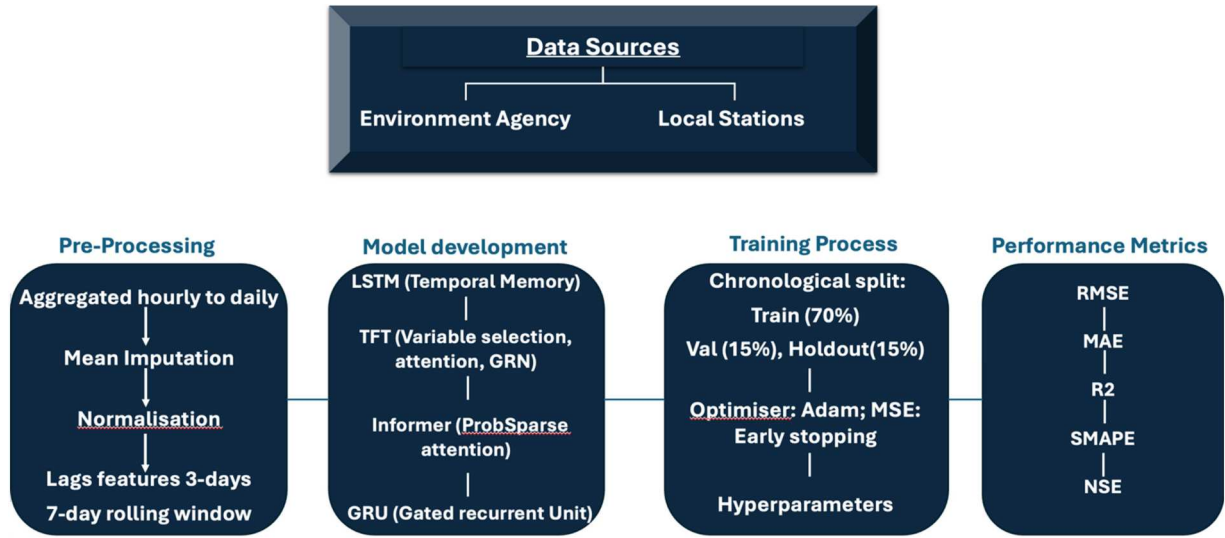 Data Sources
Environment Agency
Local Stations
Pre-Processing
Aggregated hourly to daily
Mean Imputation
Normalisation
Lags features 3-days
7-day rolling window
Model development
LSTM (Temporal Memory)
TFT (Variable selection,
attention, GRN)
Informer (ProbSparse
attention)
GRU (Gated recurrent Unit)
Training Process
Chronological split:
Train (70%)
Val (15%), Holdout(15%)
Optimiser: Adam; MSE:
Early stopping
Hyperparameters
Performance Metrics
RMSE
MAE
R2
SMAPE
NSE